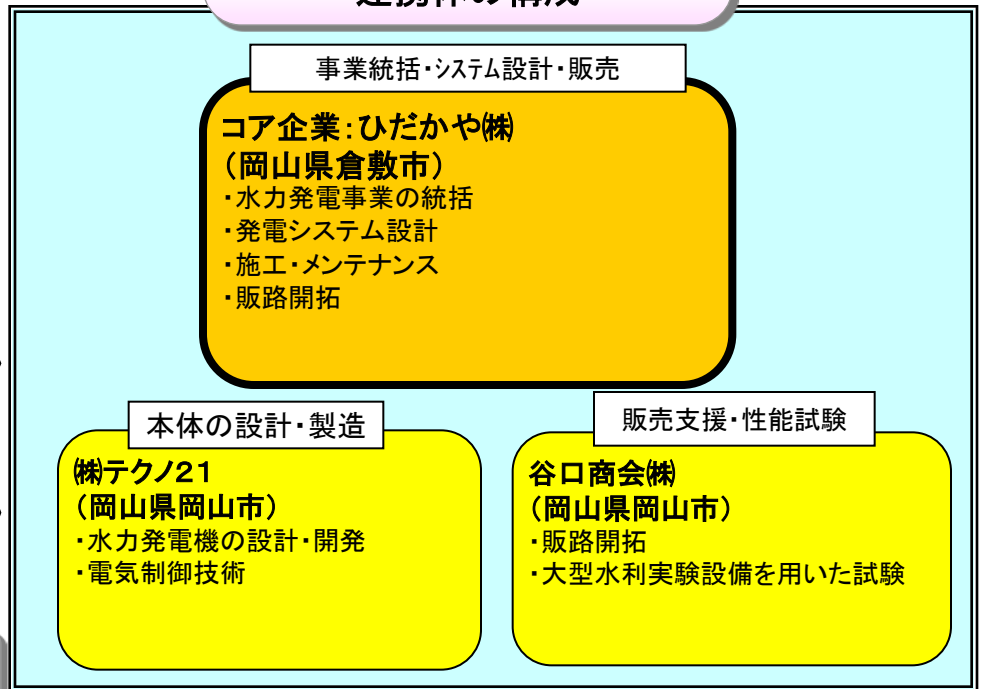 連携体の構成
事業統括・ｼｽﾃﾑ設計・販売
コア企業：ひだかや㈱
（岡山県倉敷市）
・水力発電事業の統括
・発電システム設計
・施工・メンテナンス
・販路開拓
本体の設計・製造
㈱テクノ２１
（岡山県岡山市）
・水力発電機の設計・開発
・電気制御技術
販売支援・性能試験
谷口商会㈱
（岡山県岡山市）
・販路開拓
・大型水利実験設備を用いた試験